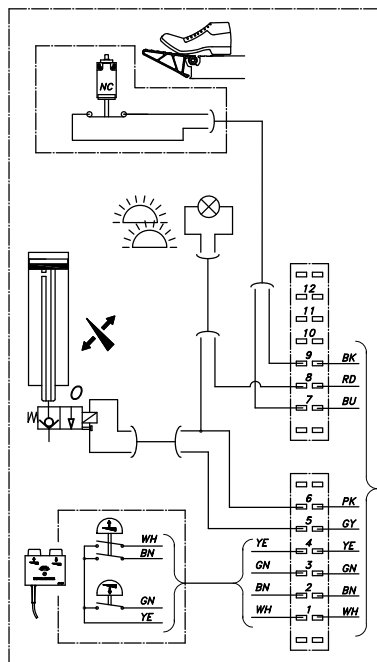 NC
12
11
10
9 BK
8 RD
7 BU
O
6 PK
5 GY
YE 4 YE
GN 3 GN
BN 2 BN
WH 1 WH
WH
BN
GN
YE